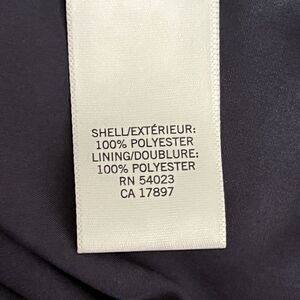 SHELL/EXTÉRIEUR:
100% POLYESTER
LINING/DOUBLURE:
100% POLYESTER
RN 54023
CA 17897